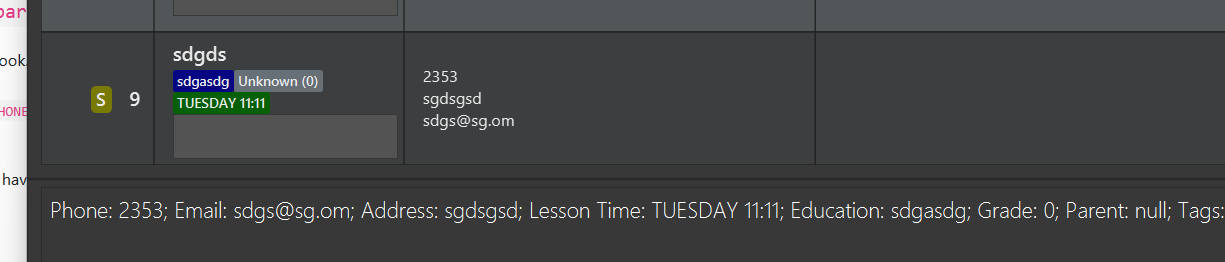 par
ook
HONE
hav
sdgds
sdgasdg Unknown (0)
TUESDAY 11:11
S 9
2353
sgdsgsd
sdgs@sg.om
Phone: 2353; Email: sdgs@sg.om; Address: sgdsgsd; Lesson Time: TUESDAY 11:11; Education: sdgasdg; Grade: 0; Parent: null; Tags: